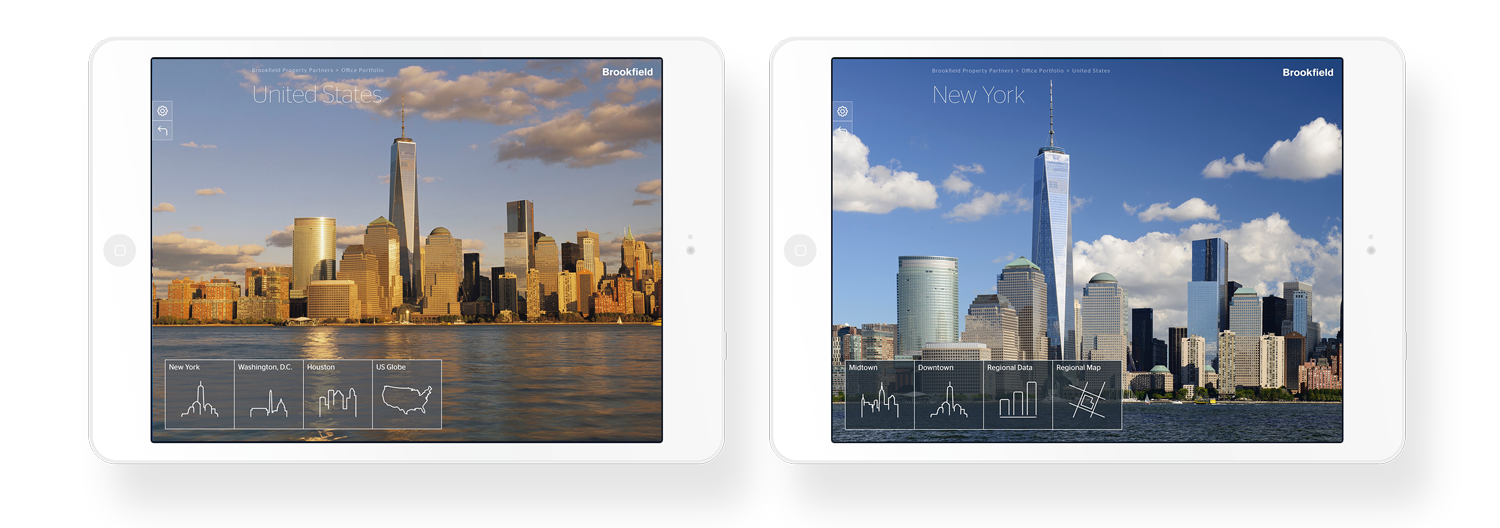 Brookfield Property Partners > Office Portfolio
Brookfield
United States
New York
Washington, D.C.
Houston
US Globe
Brookfield Property Partners > Office Portfolio > United States
Brookfield
New York
Midtown
Downtown
Regional Data
Regional Map